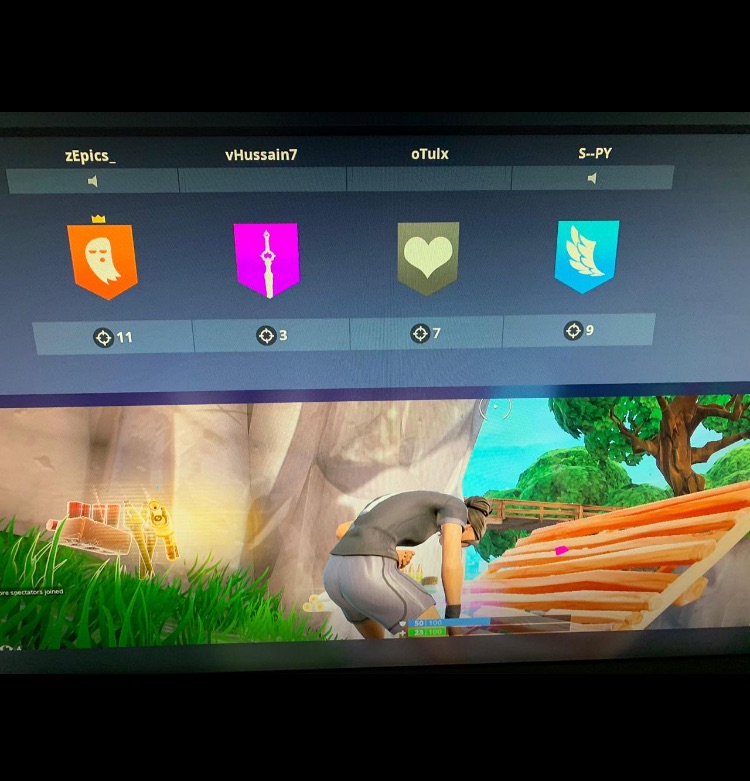 zEpics_ vHussain7 oTulx S--PY
11 3 7 9
spectators joined
50 | 100
23 | 100